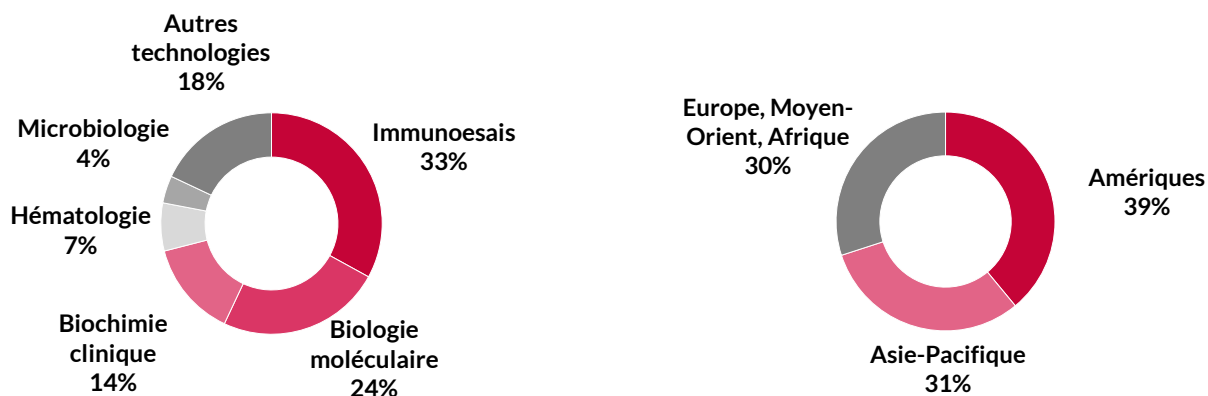 Autres
technologies
18%
Microbiologie
4%
Immunoesais
33%
Hématologie
7%
Biochimie
clinique
14%
Biologie
moléculaire
24%
Europe, Moyen-
Orient, Afrique
30%
Amériques
39%
Asie-Pacifique
31%